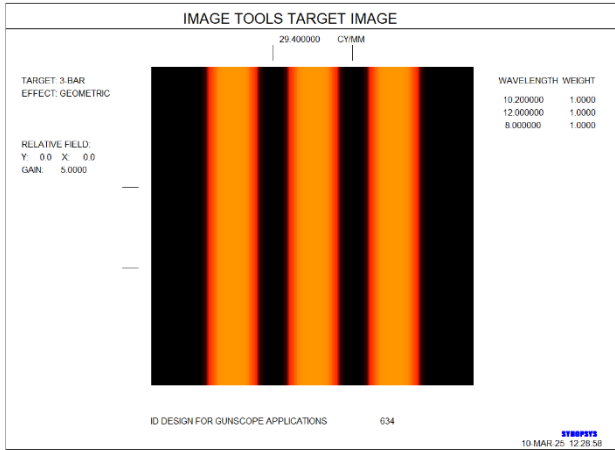 IMAGE TOOLS TARGET IMAGE
29.400000 CY/MM
TARGET: 3-BAR
EFFECT: GEOMETRIC
WAVELENGTH WEIGHT
10.200000 1.0000
12.000000 1.0000
8.000000 1.0000
RELATIVE FIELD:
Y: 0.0 X: 0.0
GAIN: 5.0000
ID DESIGN FOR GUNSCOPE APPLICATIONS 634
SYNOPSYS
10-MAR-25 12:28:58